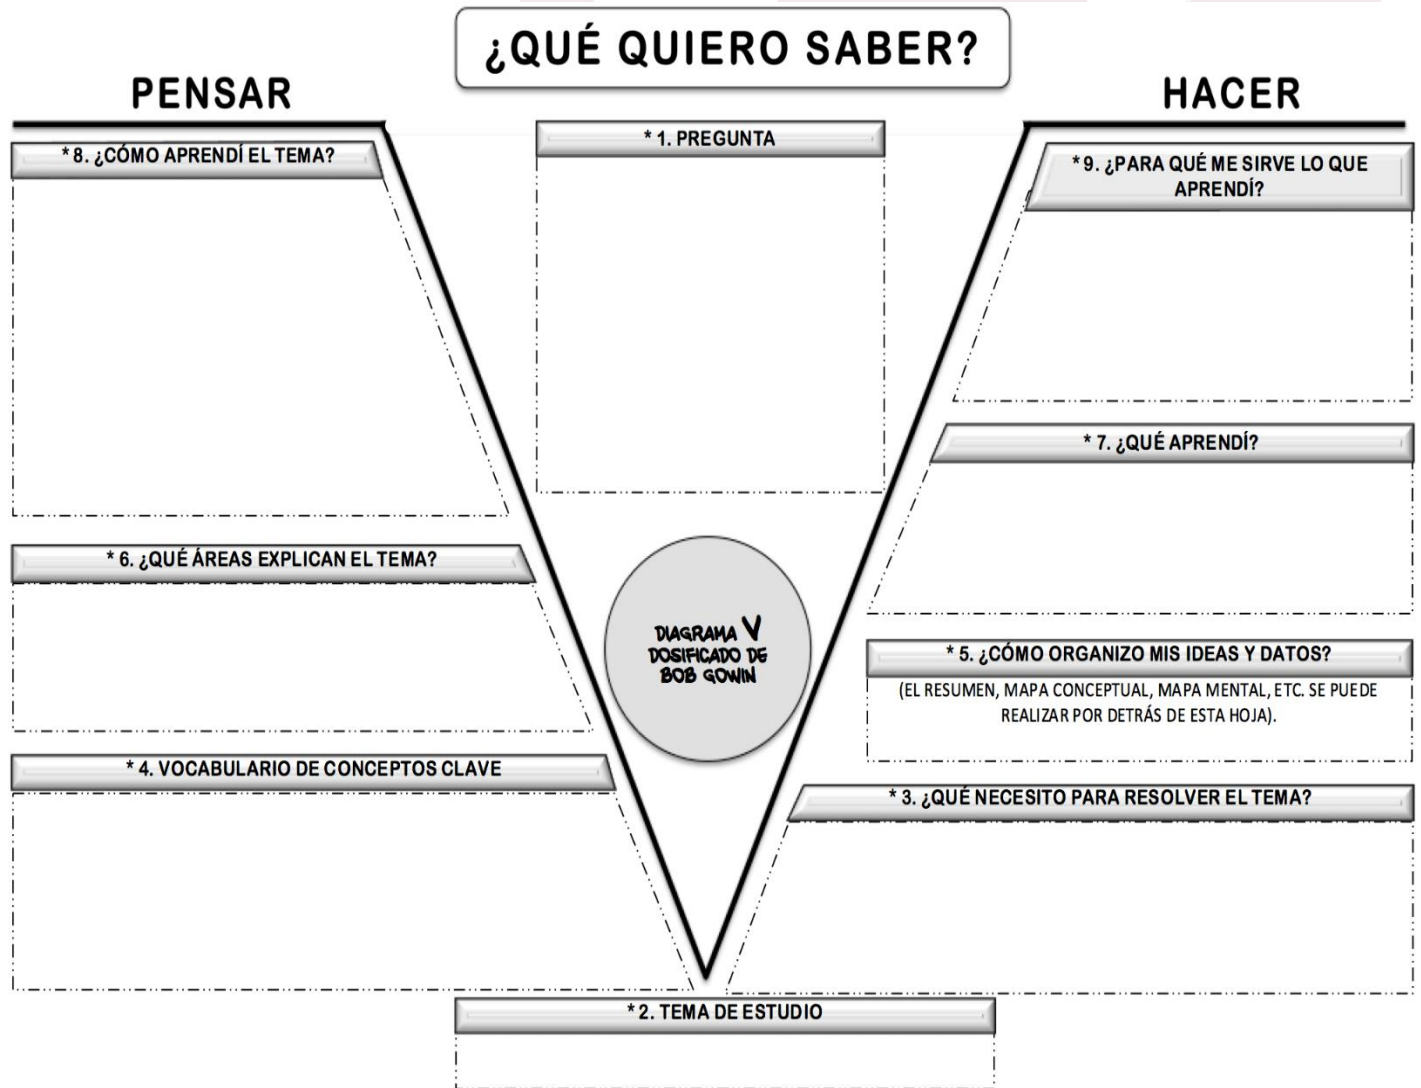 ¿QUÉ QUIERO SABER?
PENSAR
HACER
* 8. ¿CÓMO APRENDÍ EL TEMA?
* 1. PREGUNTA
* 9. ¿PARA QUÉ ME SIRVE LO QUE
APRENDÍ?
* 7. ¿QUÉ APRENDÍ?
* 6. ¿QUÉ ÁREAS EXPLICAN EL TEMA?
DIAGRAMA V
DOSIFICADO DE
BOB GOWIN
* 5. ¿CÓMO ORGANIZO MIS IDEAS Y DATOS?
(EL RESUMEN, MAPA CONCEPTUAL, MAPA MENTAL, ETC. SE PUEDE
REALIZAR POR DETRÁS DE ESTA HOJA).
* 4. VOCABULARIO DE CONCEPTOS CLAVE
* 3. ¿QUÉ NECESITO PARA RESOLVER EL TEMA?
* 2. TEMA DE ESTUDIO